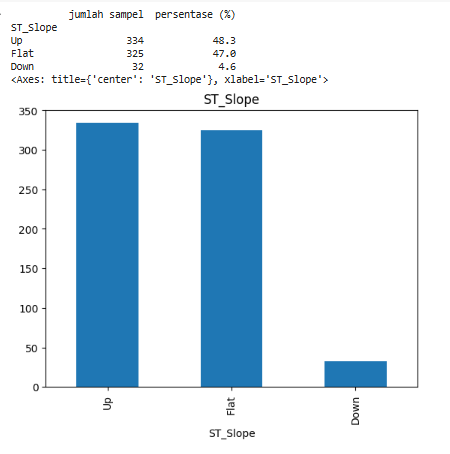 jumlah sampel  persentase (%)
ST_Slope
Up 334 48.3
Flat 325 47.0
Down 32 4.6
<Axes: title={'center': 'ST_Slope'}, xlabel='ST_Slope'>
ST_Slope
350
300
250
200
150
100
50
0
Up Flat Down
ST_Slope